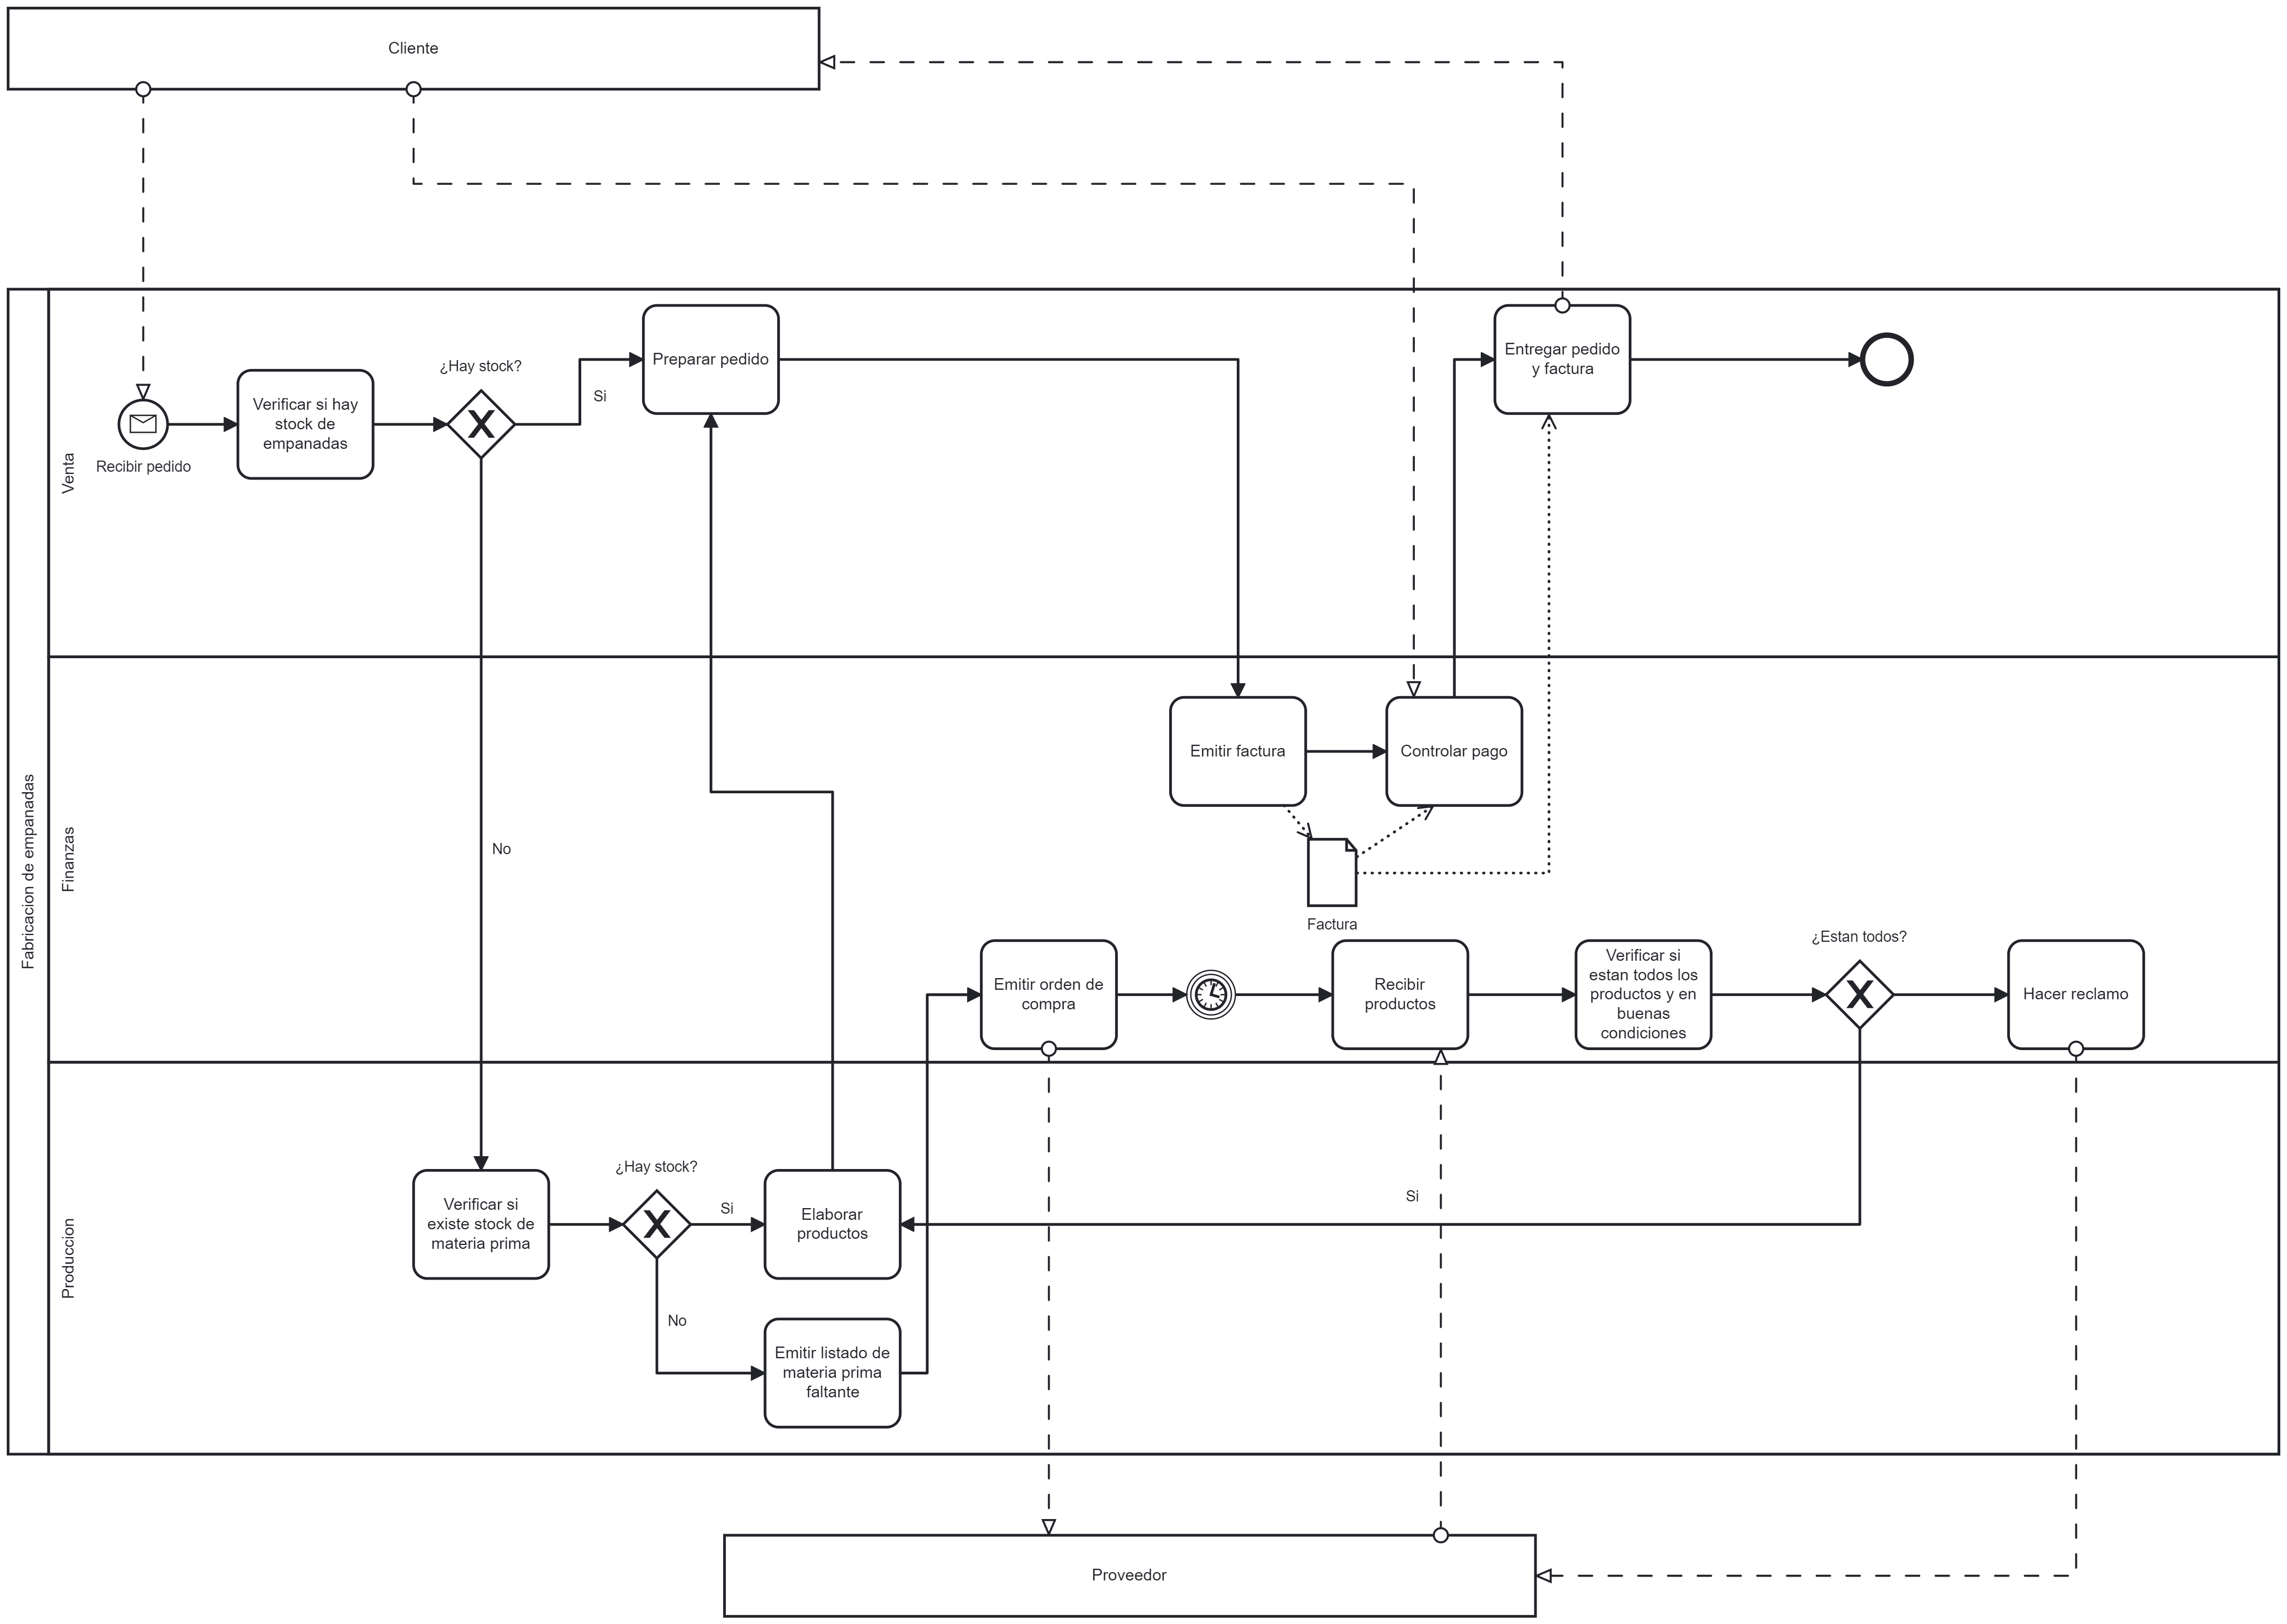 Cliente
Fabricacion de empanadas
Venta
Recibir pedido
Verificar si hay
stock de
empanadas
¿Hay stock?
Si
No
Preparar pedido
Entregar pedido
y factura
Finanzas
Emitir factura
Controlar pago
Factura
Emitir orden de
compra
Recibir
productos
Verificar si
estan todos los
productos y en
buenas
condiciones
¿Estan todos?
Hacer reclamo
Si
Produccion
Verificar si
existe stock de
materia prima
¿Hay stock?
Si
No
Elaborar
productos
Emitir listado de
materia prima
faltante
Proveedor